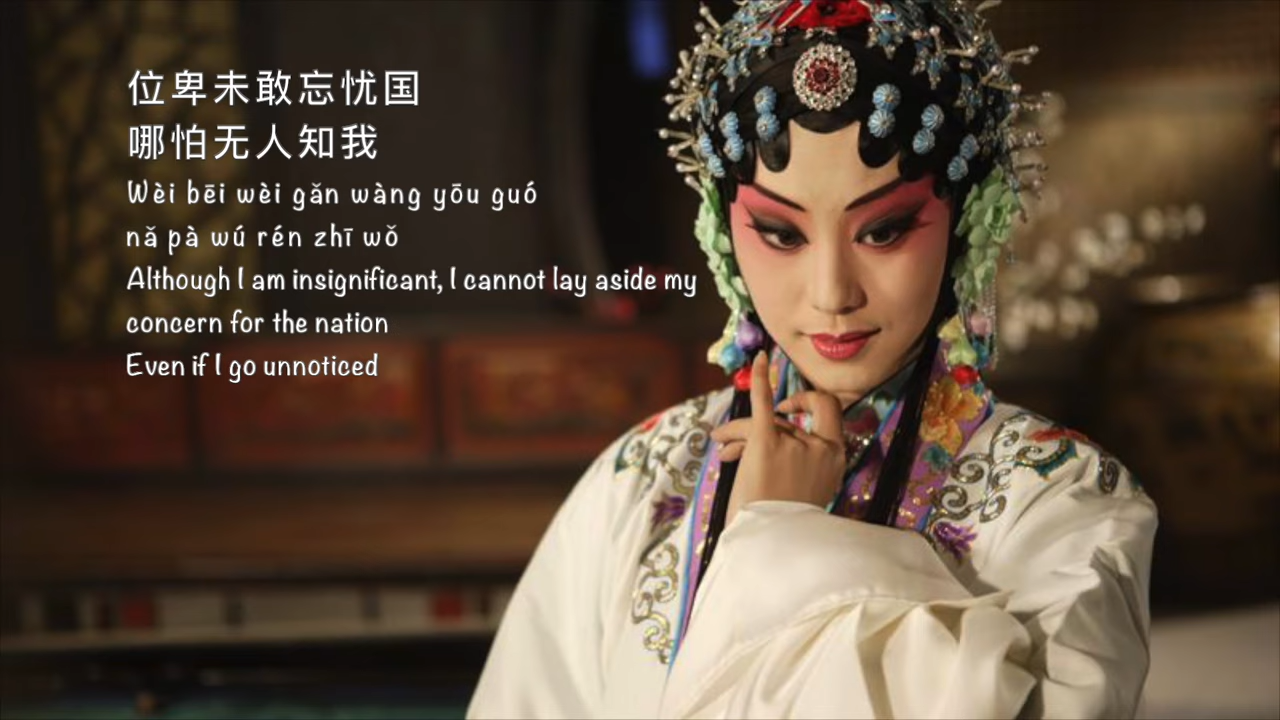 位卑未敢忘忧国
哪怕无人知我
Wèi bēi wèi gǎn wàng yōu guó
nǎ pà wú rén zhī wǒ
Although I am insignificant, I cannot lay aside my
concern for the nation
Even if I go unnoticed